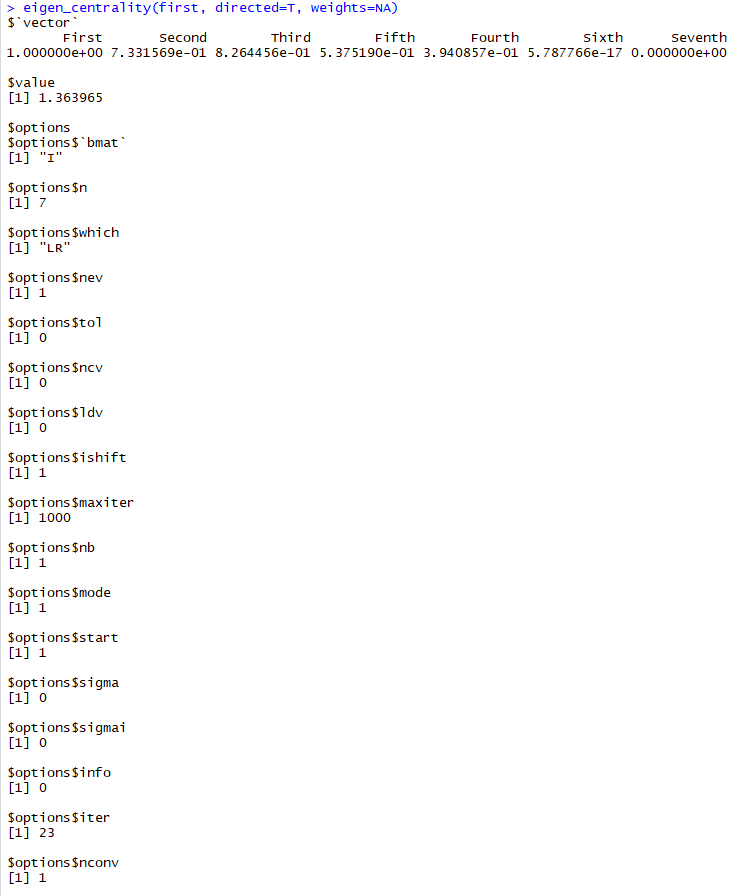 > eigen_centrality(first, directed=T, weights=NA)
$`vector`
First Second Third Fifth Fourth Sixth Seventh
1.000000e+00 7.331569e-01 8.264456e-01 5.375190e-01 3.940857e-01 5.787766e-17 0.000000e+00
$value
[1] 1.363965
$options
$options$`bmat`
[1] "I"
$options$n
[1] 7
$options$which
[1] "LR"
$options$nev
[1] 1
$options$tol
[1] 0
$options$ncv
[1] 0
$options$ldv
[1] 0
$options$ishift
[1] 1
$options$maxiter
[1] 1000
$options$nb
[1] 1
$options$mode
[1] 1
$options$start
[1] 1
$options$sigma
[1] 0
$options$sigmai
[1] 0
$options$info
[1] 0
$options$iter
[1] 23
$options$nconv
[1] 1